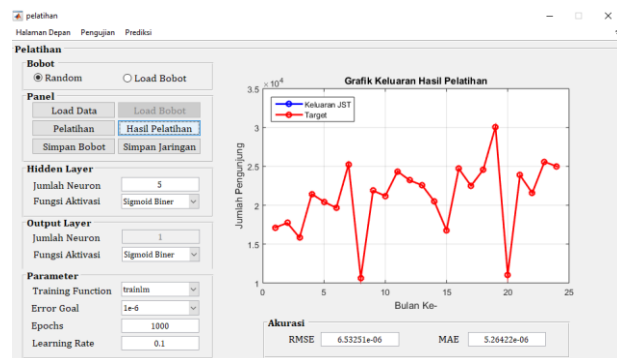 pelatihan
Halaman Depan Pengujian Prediksi
Pelatihan
Bobot
Random Load Bobot
Panel
Load Data Load Bobot
Pelatihan Hasil Pelatihan
Simpan Bobot Simpan Jaringan
Hidden Layer
Jumlah Neuron 5
Fungsi Aktivasi Sigmoid Biner
Output Layer
Jumlah Neuron 1
Fungsi Aktivasi Sigmoid Biner
Parameter
Training Function trainlm
Error Goal 1e-6
Epochs 1000
Learning Rate 0.1
Grafik Keluaran Hasil Pelatihan
× 10⁴
3.5
3
2.5
2
1.5
1
Jumlah Pengunjung
Keluaran JST
Target
0 5 10 15 20 25
Bulan Ke-
Akurasi
RMSE 6.53251e-06 MAE 5.26422e-06